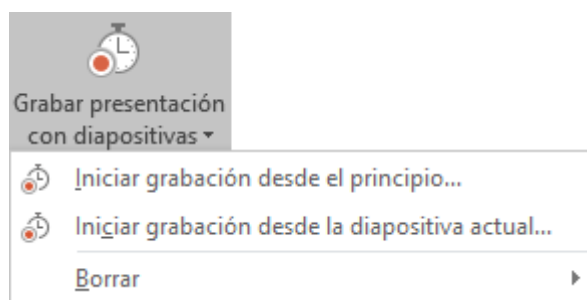 Grabar presentación
con diapositivas
Iniciar grabación desde el principio...
Iniciar grabación desde la diapositiva actual...
Borrar